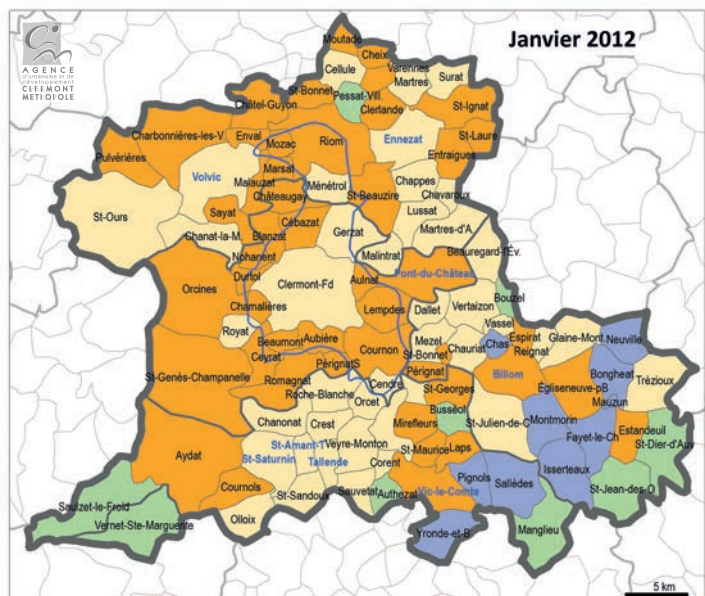 AGENCE
d'urbanisme et de
développement
CLERMONT
MÉTROPOLE
Janvier 2012
Moutade
Cheix
Cellule
Varennes
Martres
Surat
St-Bonnet
Pessat-Vill.
Clerlande
St-Ignat
Châtel-Guyon
Charbonnières-les-V.
Enval
Mozac
Riom
Ennezat
St-Laure
Pulvérières
Marsat
Entraigues
Volvic
Malauzat
Ménétrol
St-Beauzire
Chappes
Chavaroux
Châteaugay
St-Ours
Sayat
Cébazat
Lussat
Martres-d'A.
Chanat-la-M.
Blanzat
Gerzat
Nohanent
Malintrat
Beauregard-l'Év.
Durtol
Pont-du-Château
Orcines
Clermont-Fd
Aulnat
Bouzel
Chamalières
Lempdes
Dallet
Vertaizon
Vassel
Royat
Mezel
Chas
Espirat
Reignat
Glaine-Mont
Neuville
Beaumont
Aubière
Cournon
St-Bonnet
Chauriat
Ceyrat
PérignatS
Pérignat
Billom
Bongheat
Trézioux
St-Genès-Champanelle
Romagnat
Cendre
St-Georges
Égliseneuve-pB
Mauzun
Roche-Blanche
Orcet
Busséol
St-Julien-de-C
Montmorin
Estandeuil
Chanonat
Crest
Mirefleurs
Fayet-le-Ch
St-Dier-d'Auv
St-Amant-T
Veyre-Monton
St-Maurice
Laps
Aydat
St-Saturnin
Tallende
Corent
Isserteaux
Pignols
Sallèdes
St-Jean-des-O
Cournols
St-Sandoux
Sauvetat
Authezat
Vic-le-Comte
Saulzet-le-Froid
Olloix
Manglieu
Vernet-Ste-Marguerite
Yronde-et-B
5 km